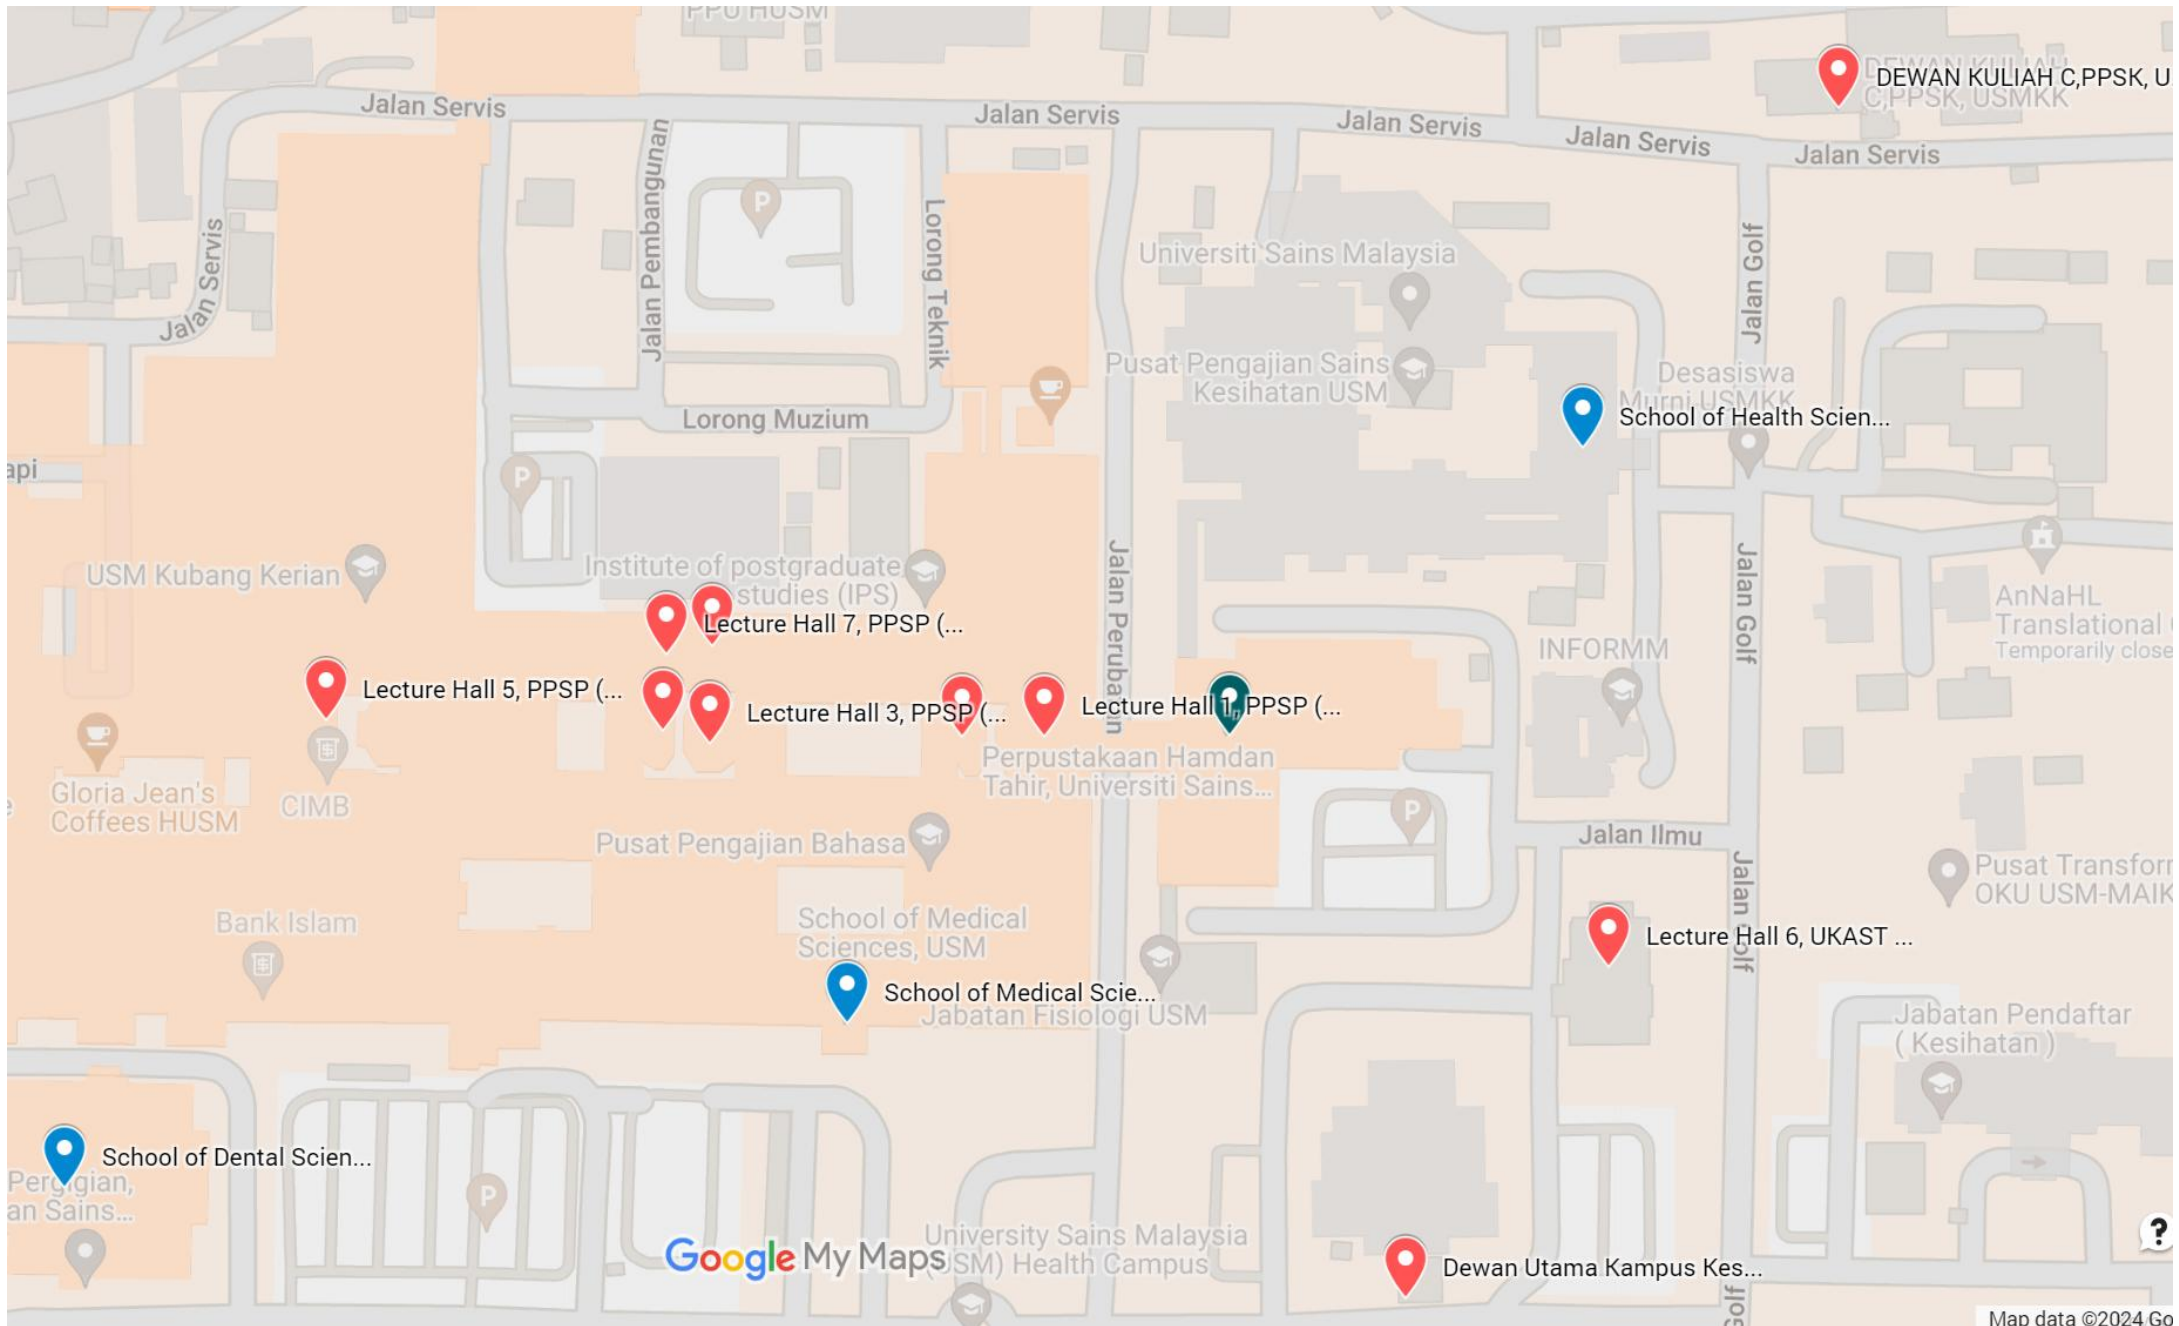 PPU HUSM
DEWAN KULIAH C,PPSK, U
DEWAN KULIAH
C,PPSK, USMKK
Jalan Servis
Jalan Servis
Jalan Servis
Jalan Servis
Jalan Servis
Jalan Servis
Jalan Pembangunan
P
Lorong Teknik
Universiti Sains Malaysia
Jalan Golf
Pusat Pengajian Sains
Kesihatan USM
Desasiswa
Murni USMKK
School of Health Scien...
Lorong Muzium
api
P
USM Kubang Kerian
Institute of postgraduate
studies (IPS)
Jalan Perubatan
Jalan Golf
AnNaHL
Translational
Temporarily close
INFORMM
Lecture Hall 7, PPSP (...
Lecture Hall 5, PPSP (...
Lecture Hall 3, PPSP (...
Lecture Hall 1, PPSP (...
Perpustakaan Hamdan
Tahir, Universiti Sains...
Gloria Jean's
Coffees HUSM
CIMB
P
Jalan Ilmu
Pusat Pengajian Bahasa
Jalan Golf
Pusat Transfor
OKU USM-MAIK
Bank Islam
School of Medical
Sciences, USM
Lecture Hall 6, UKAST ...
School of Medical Scie...
Jabatan Fisiologi USM
Jabatan Pendaftar
( Kesihatan )
School of Dental Scien...
Pergigian,
an Sains...
P
University Sains Malaysia
(USM) Health Campus
Google My Maps
Dewan Utama Kampus Kes...
?
Golf
Map data ©2024 Go